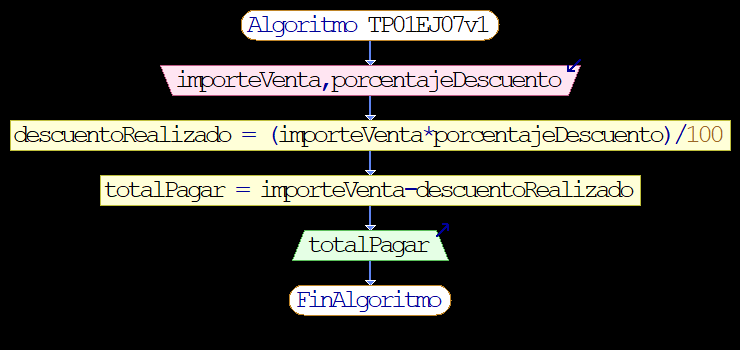 Algoritmo TP01EJ07v1
importeVenta,porcentajeDescuento
descuentoRealizado = (importeVenta*porcentajeDescuento)/100
totalPagar = importeVenta-descuentoRealizado
totalPagar
FinAlgoritmo